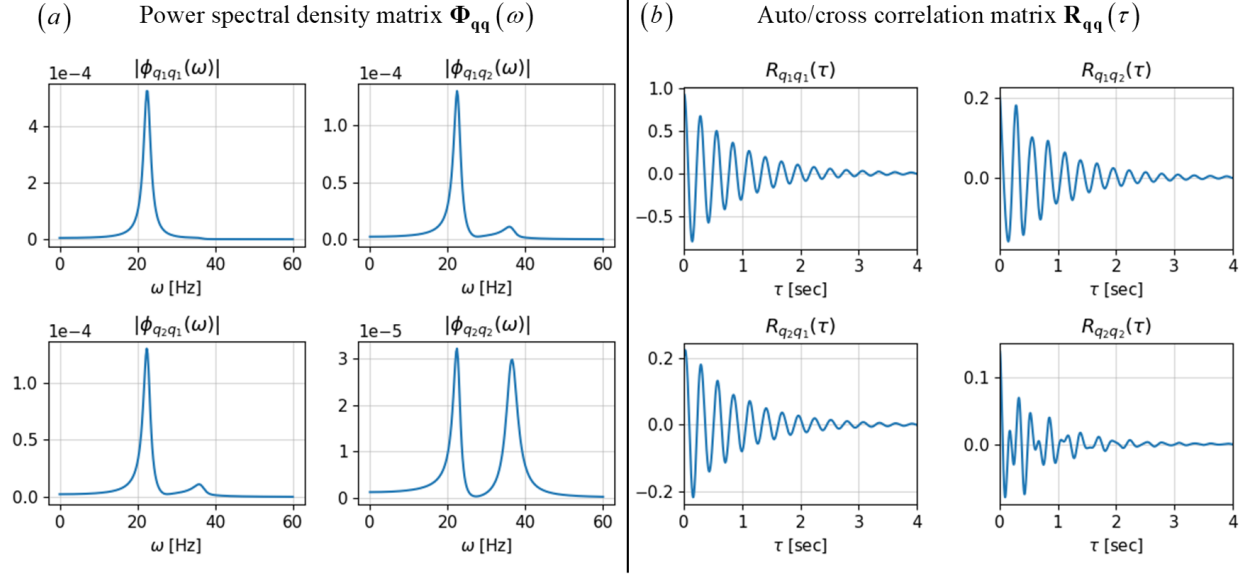 (a) Power spectral density matrix Φqq(ω)
(b) Auto/cross correlation matrix Rqq(τ)
1e−4 |ϕq1q1(ω)|
4
2
0
0 20 40 60
ω [Hz]
1e−4 |ϕq1q2(ω)|
1.0
0.5
0.0
0 20 40 60
ω [Hz]
Rq1q1(τ)
1.0
0.5
0.0
−0.5
0 1 2 3 4
τ [sec]
Rq1q2(τ)
0.2
0.0
0 1 2 3 4
τ [sec]
1e−4 |ϕq2q1(ω)|
1.0
0.5
0.0
0 20 40 60
ω [Hz]
1e−5 |ϕq2q2(ω)|
3
2
1
0
0 20 40 60
ω [Hz]
Rq2q1(τ)
0.2
0.0
−0.2
0 1 2 3 4
τ [sec]
Rq2q2(τ)
0.1
0.0
0 1 2 3 4
τ [sec]